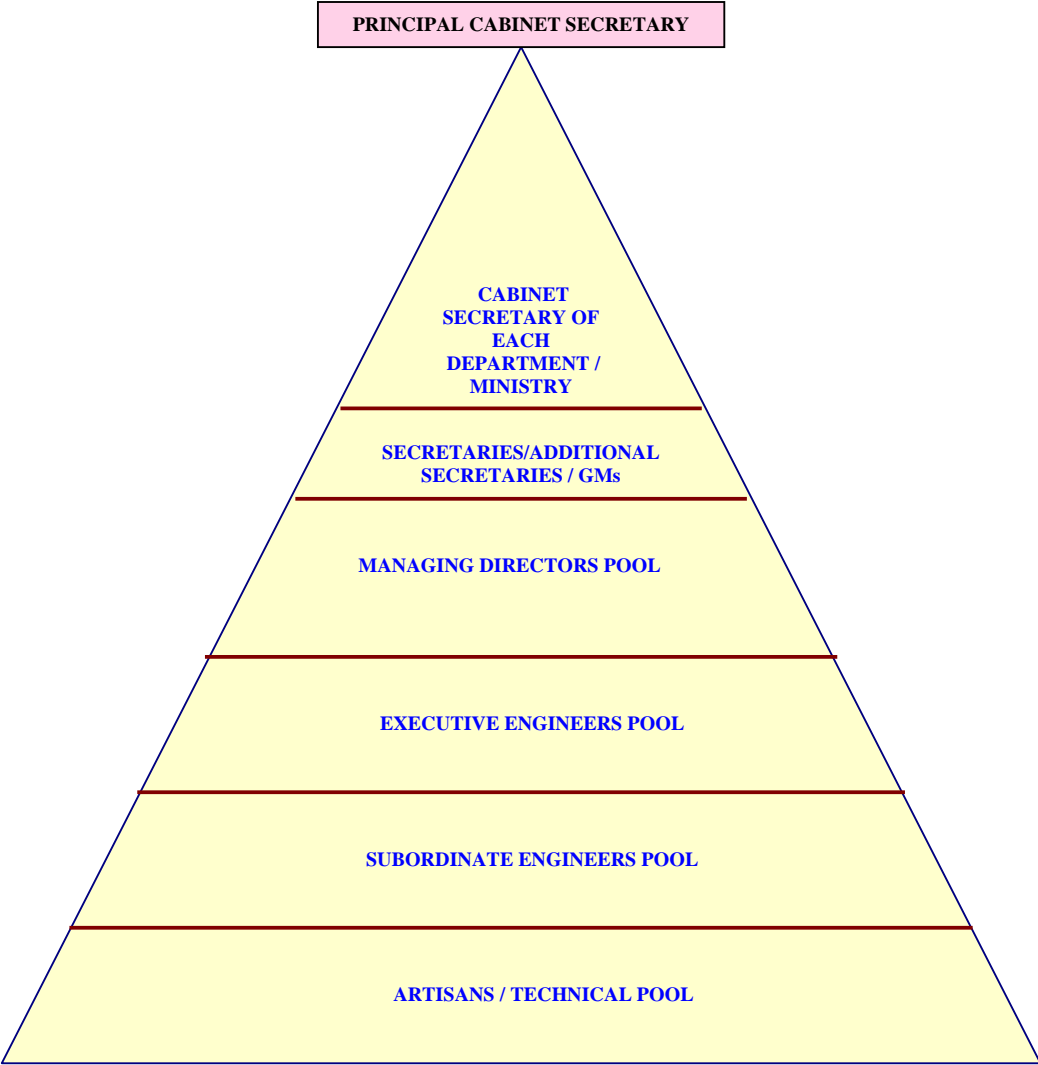 PRINCIPAL CABINET SECRETARY
CABINET
SECRETARY OF
EACH
DEPARTMENT /
MINISTRY
SECRETARIES/ADDITIONAL
SECRETARIES / GMs
MANAGING DIRECTORS POOL
EXECUTIVE ENGINEERS POOL
SUBORDINATE ENGINEERS POOL
ARTISANS / TECHNICAL POOL